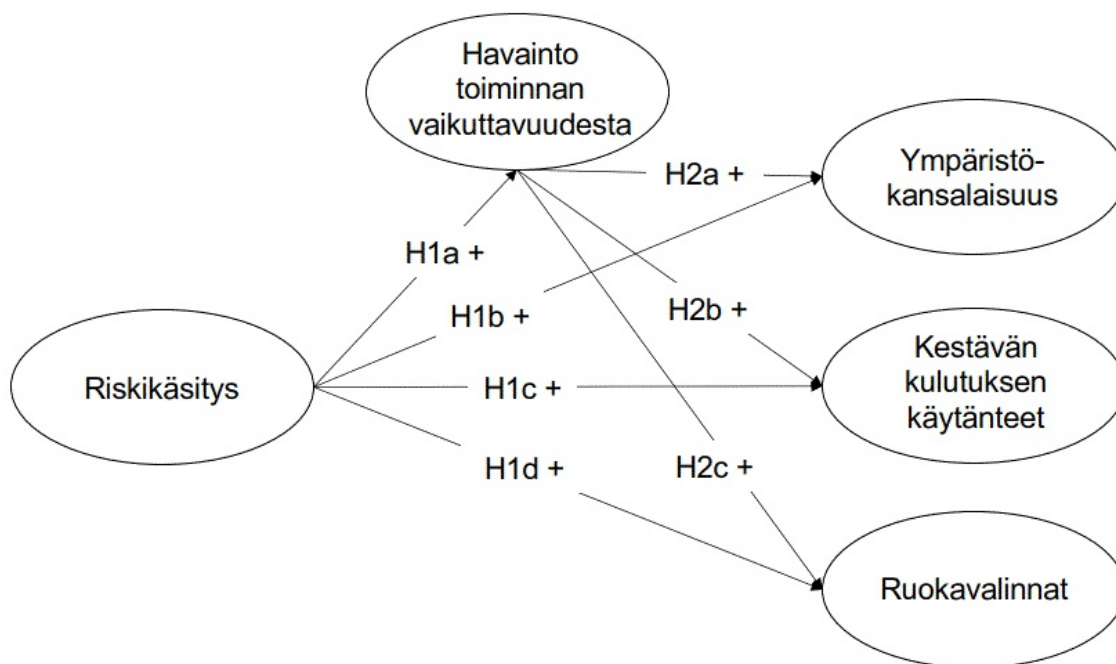 Havainto
toiminnan
vaikuttavuudesta
H2a +
Ympäristö-
kansalaisuus
H1a +
H1b +
H2b +
Riskikäsitys
H1c +
Kestävän
kulutuksen
käytänteet
H1d +
H2c +
Ruokavalinnat